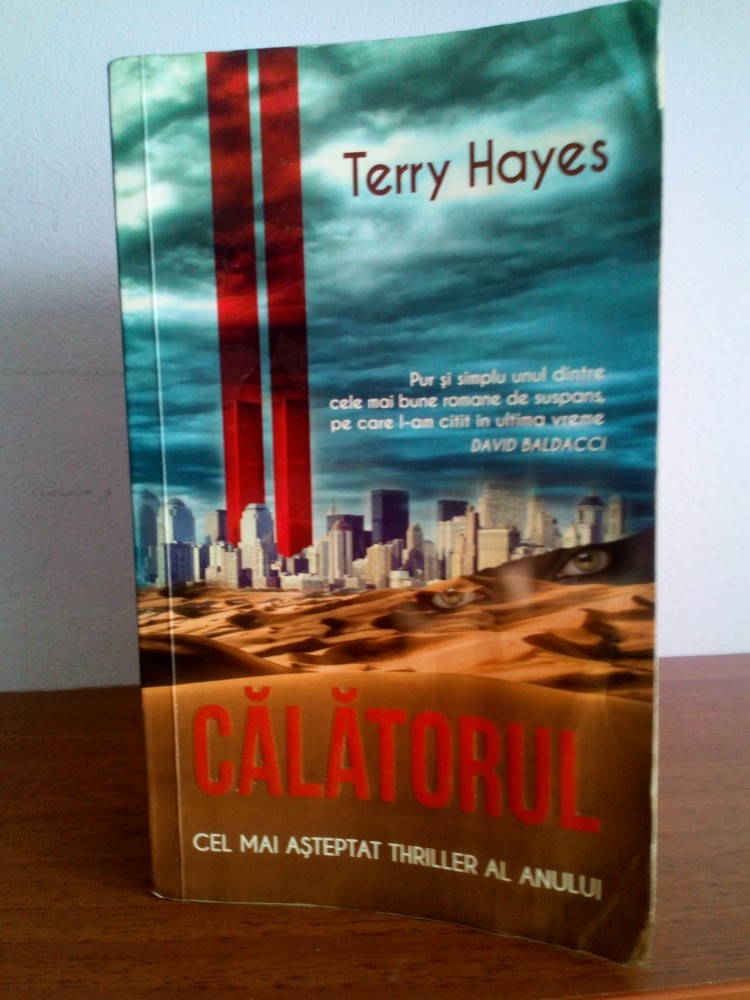 Terry Hayes
Pur și simplu unul dintre
cele mai bune romane de suspans,
pe care l-am citit în ultima vreme
DAVID BALDACCI
CĂLĂTORUL
CEL MAI AȘTEPTAT THRILLER AL ANULUI